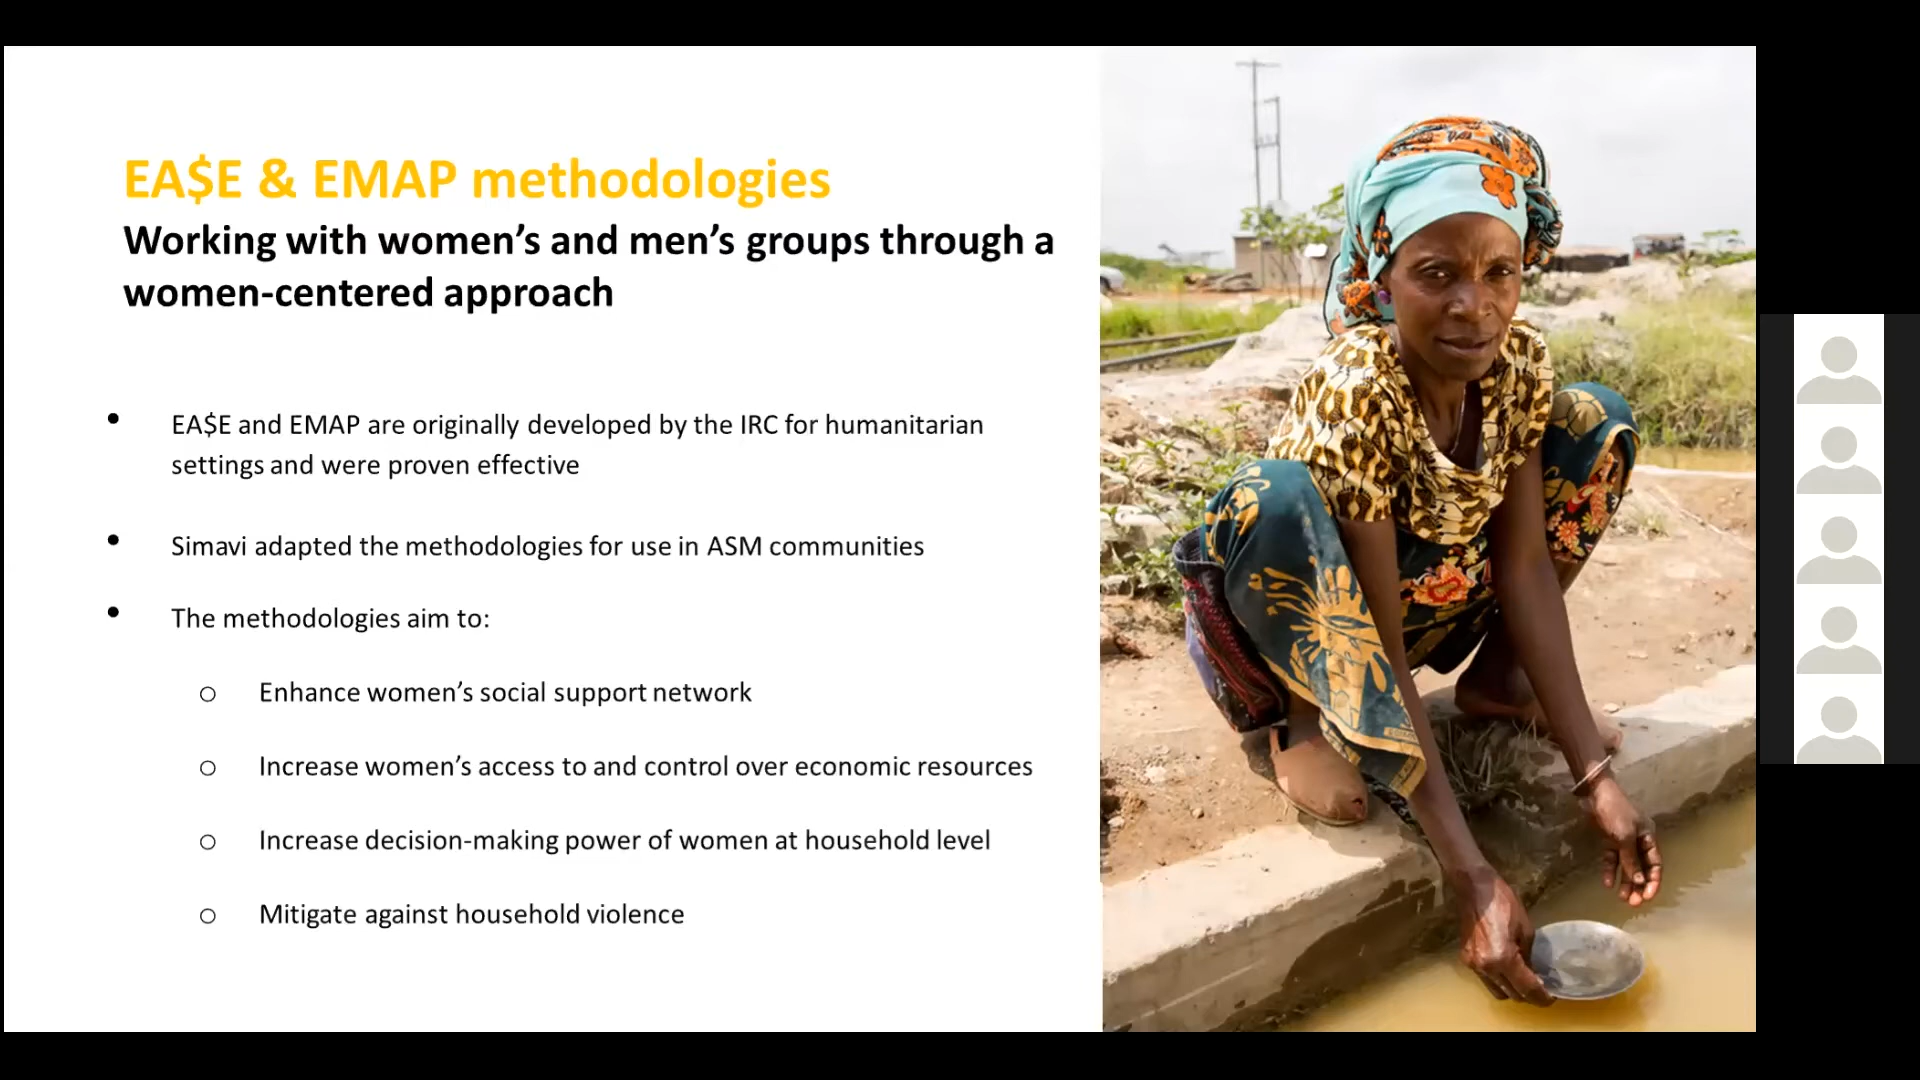 EA$E & EMAP methodologies
Working with women’s and men’s groups through a
women-centered approach
• EA$E and EMAP are originally developed by the IRC for humanitarian
settings and were proven effective
• Simavi adapted the methodologies for use in ASM communities
• The methodologies aim to:
o Enhance women’s social support network
o Increase women’s access to and control over economic resources
o Increase decision-making power of women at household level
o Mitigate against household violence